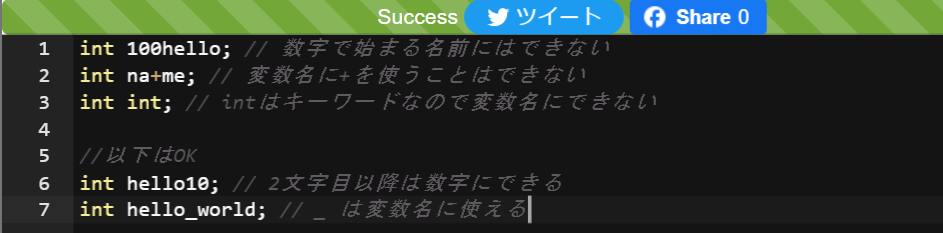 Success ツイート Share 0
1 int 100hello; // 数字で始まる名前にはできない
2 int na+me; // 変数名に+を使うことはできない
3 int int; // intはキーワードなので変数名にできない
4
5 //以下はOK
6 int hello10; // 2文字目以降は数字にできる
7 int hello_world; // _ は変数名に使える